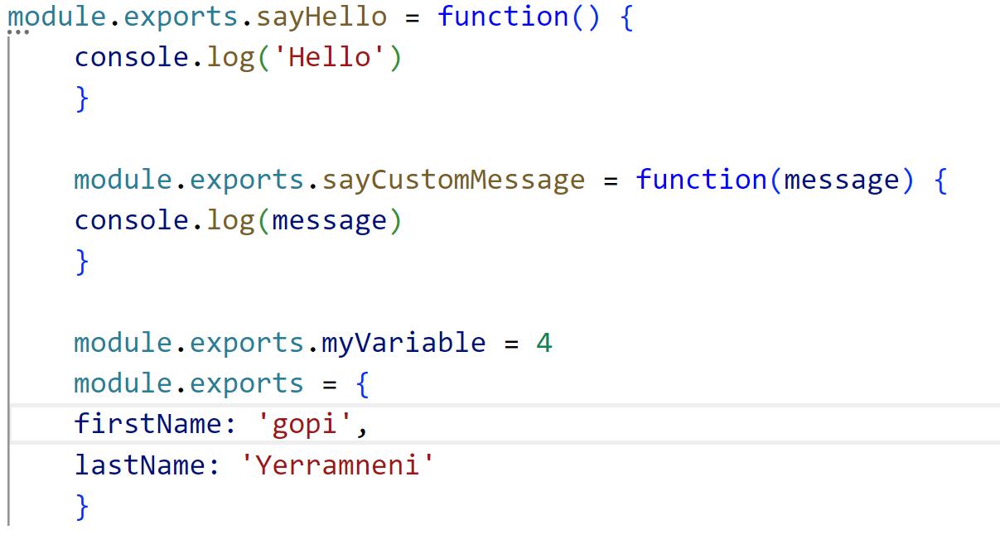 module.exports.sayHello = function() {
console.log('Hello')
}
module.exports.sayCustomMessage = function(message) {
console.log(message)
}
module.exports.myVariable = 4
module.exports = {
firstName: 'gopi',
lastName: 'Yerramneni'
}